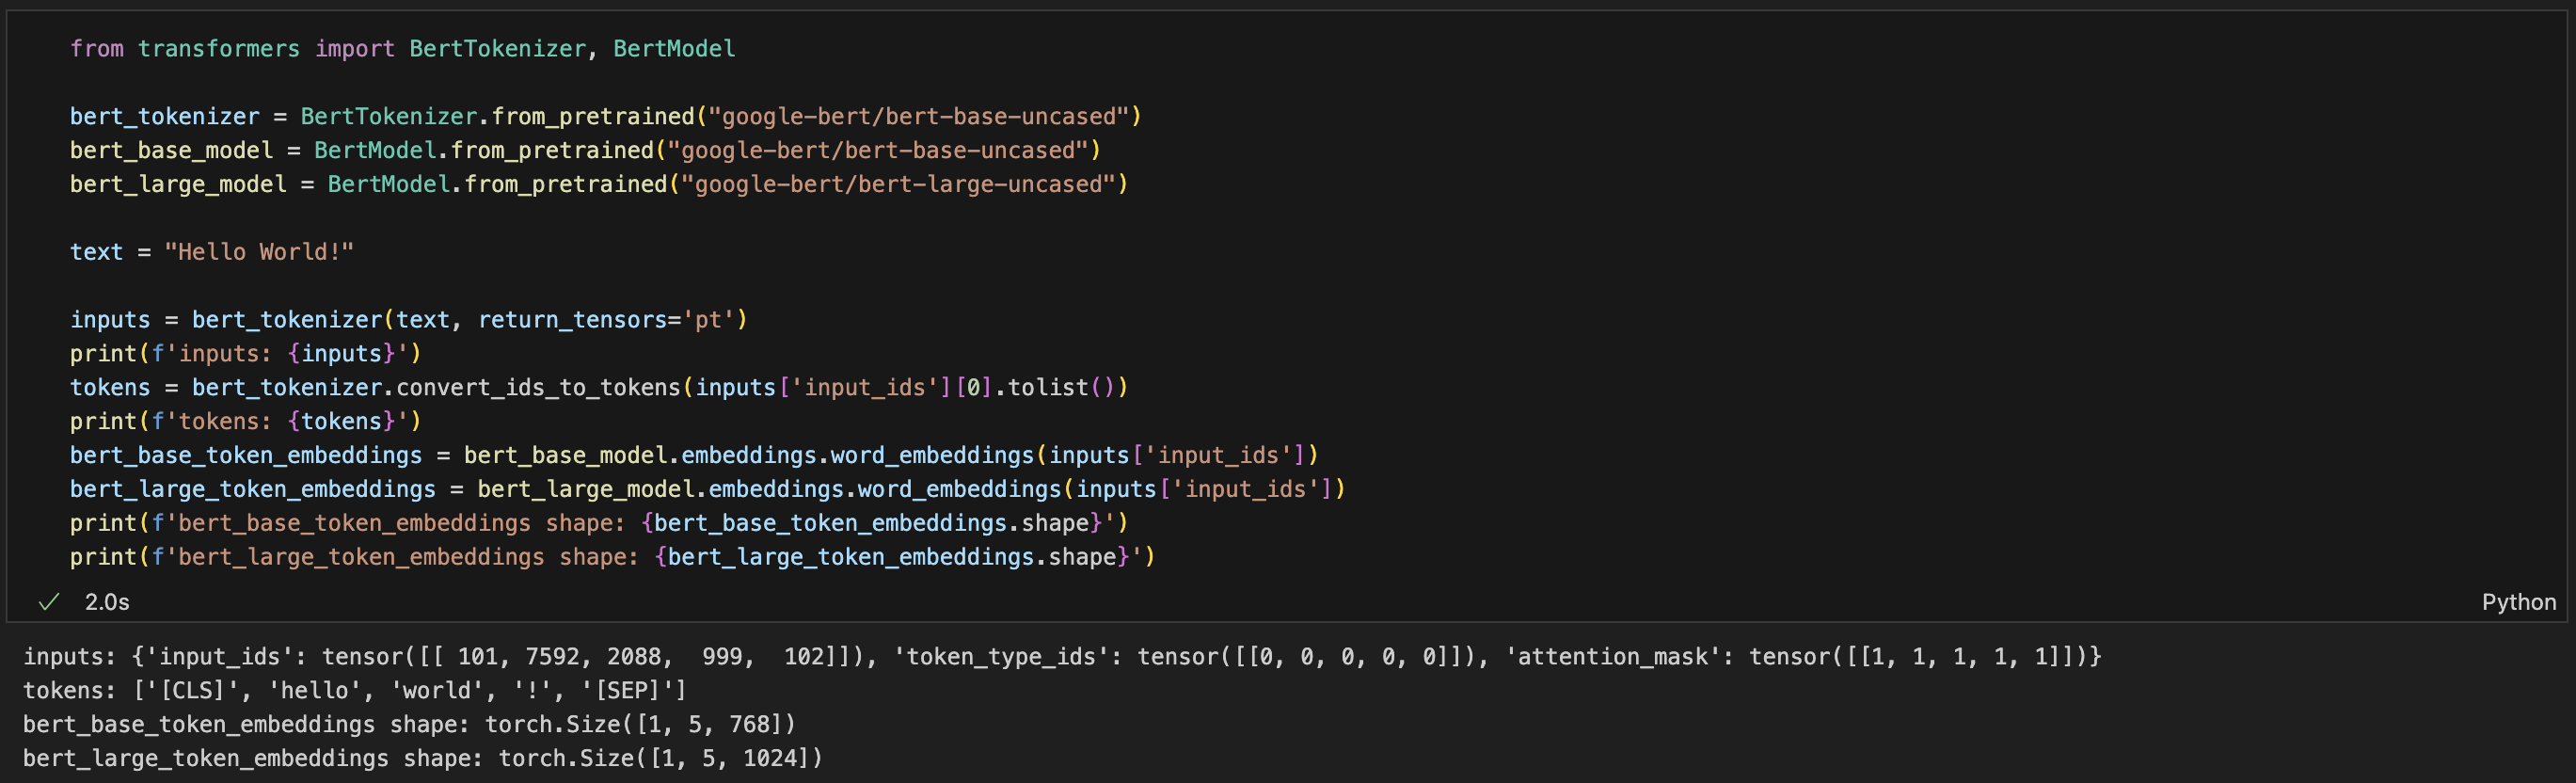 from transformers import BertTokenizer, BertModel
bert_tokenizer = BertTokenizer.from_pretrained("google-bert/bert-base-uncased")
bert_base_model = BertModel.from_pretrained("google-bert/bert-base-uncased")
bert_large_model = BertModel.from_pretrained("google-bert/bert-large-uncased")
text = "Hello World!"
inputs = bert_tokenizer(text, return_tensors='pt')
print(f'inputs: {inputs}')
tokens = bert_tokenizer.convert_ids_to_tokens(inputs['input_ids'][0].tolist())
print(f'tokens: {tokens}')
bert_base_token_embeddings = bert_base_model.embeddings.word_embeddings(inputs['input_ids'])
bert_large_token_embeddings = bert_large_model.embeddings.word_embeddings(inputs['input_ids'])
print(f'bert_base_token_embeddings shape: {bert_base_token_embeddings.shape}')
print(f'bert_large_token_embeddings shape: {bert_large_token_embeddings.shape}')
✓ 2.0s Python
inputs: {'input_ids': tensor([[ 101, 7592, 2088,  999,  102]]), 'token_type_ids': tensor([[0, 0, 0, 0, 0]]), 'attention_mask': tensor([[1, 1, 1, 1, 1]])}
tokens: ['[CLS]', 'hello', 'world', '!', '[SEP]']
bert_base_token_embeddings shape: torch.Size([1, 5, 768])
bert_large_token_embeddings shape: torch.Size([1, 5, 1024])